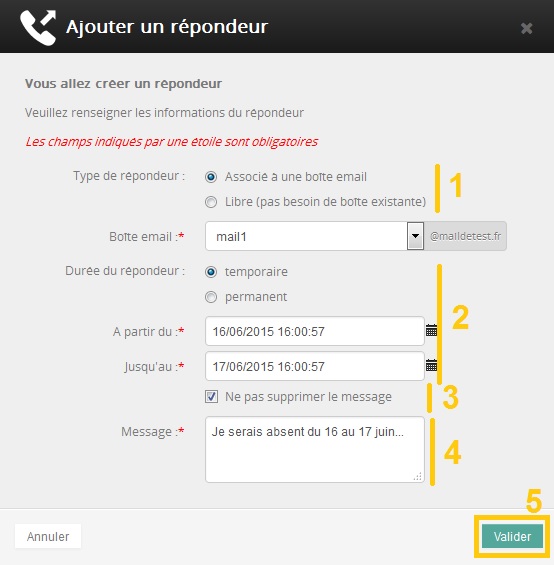 Ajouter un répondeur
Vous allez créer un répondeur
Veuillez renseigner les informations du répondeur
Les champs indiqués par une étoile sont obligatoires
Type de répondeur :
Associé à une boîte email
Libre (pas besoin de boîte existante)
1
Boîte email :*
mail1
@maildetest.fr
Durée du répondeur :
temporaire
permanent
2
A partir du :*
16/06/2015 16:00:57
Jusqu'au :*
17/06/2015 16:00:57
Ne pas supprimer le message
3
Message :*
Je serais absent du 16 au 17 juin...
4
5
Annuler
Valider